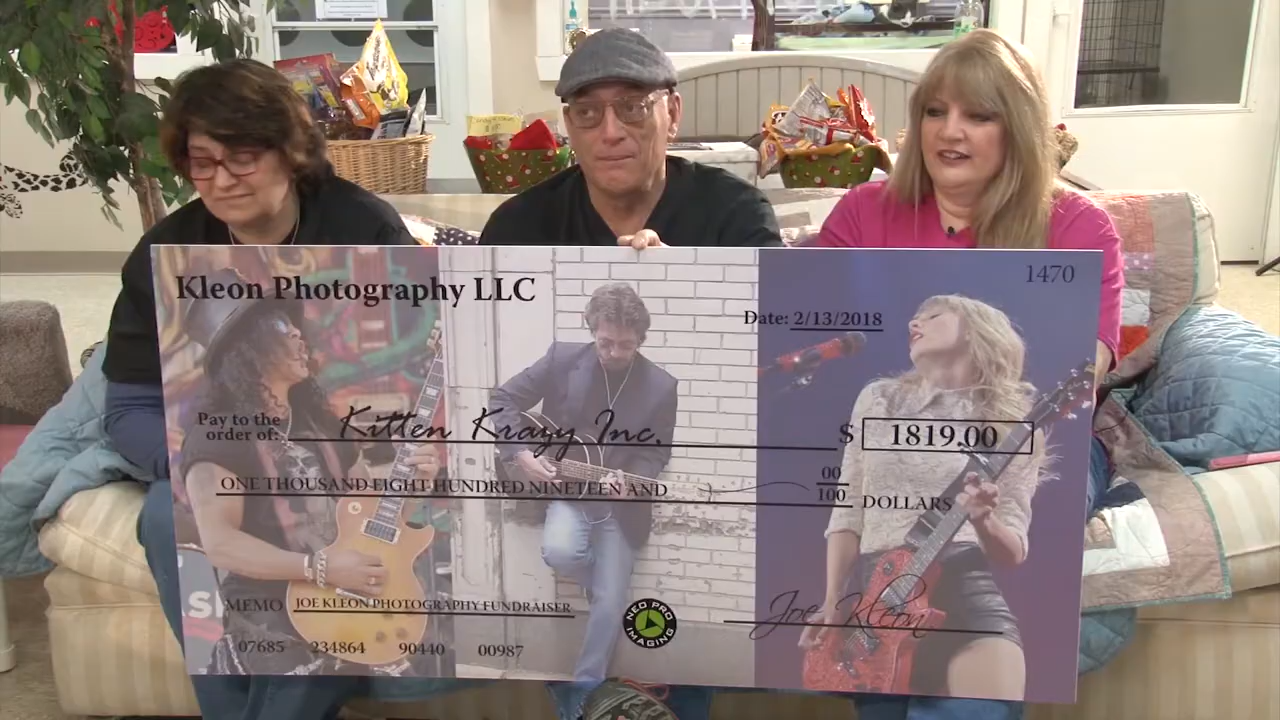 Kleon Photography LLC
1470
Date: 2/13/2018
Pay to the
order of:
Kitten Krazy Inc.
$ 1819.00
ONE THOUSAND EIGHT HUNDRED NINETEEN AND
00
100
DOLLARS
MEMO JOE KLEON PHOTOGRAPHY FUNDRAISER
NEO PRO
IMAGING
Joe Kleon
07685 234864 90440 00987